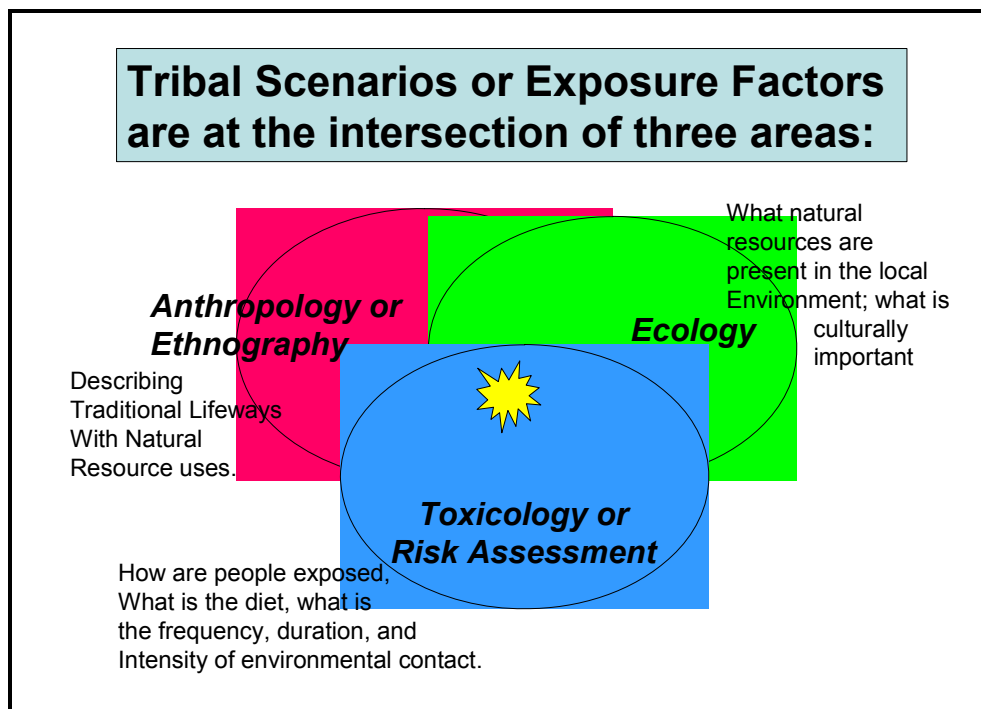 Tribal Scenarios or Exposure Factors
are at the intersection of three areas:
What natural
resources are
present in the local
Environment; what is
culturally
important
Anthropology or
Ethnography
Ecology
Describing
Traditional Lifeways
With Natural
Resource uses.
Toxicology or
Risk Assessment
How are people exposed,
What is the diet, what is
the frequency, duration, and
Intensity of environmental contact.